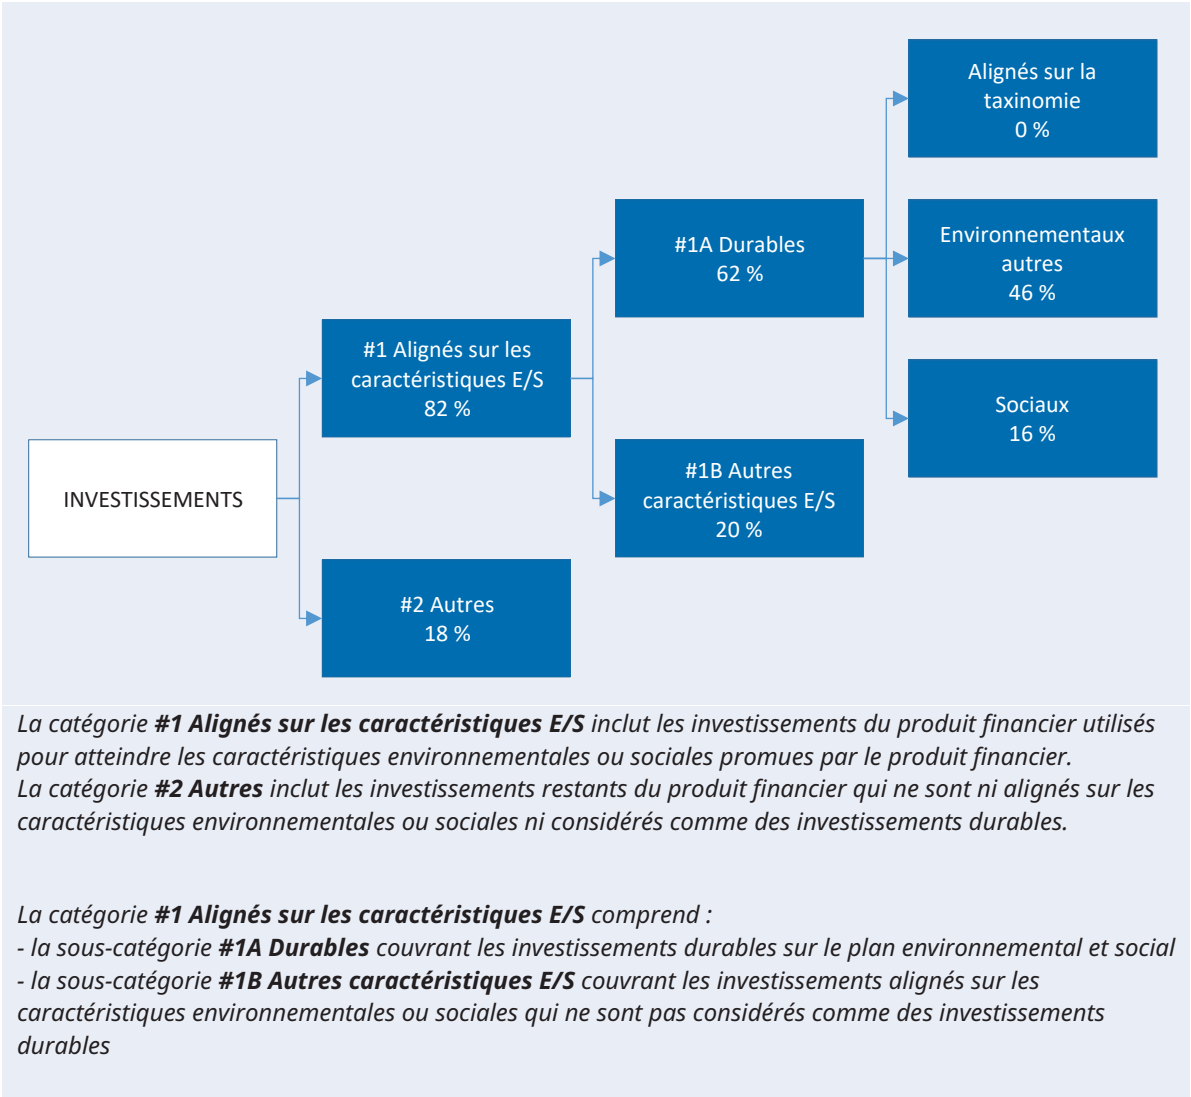 Alignés sur la
taxinomie
0 %
#1A Durables
62 %
Environnementaux
autres
46 %
#1 Alignés sur les
caractéristiques E/S
82 %
Sociaux
16 %
INVESTISSEMENTS
#1B Autres
caractéristiques E/S
20 %
#2 Autres
18 %
La catégorie #1 Alignés sur les caractéristiques E/S inclut les investissements du produit financier utilisés
pour atteindre les caractéristiques environnementales ou sociales promues par le produit financier.
La catégorie #2 Autres inclut les investissements restants du produit financier qui ne sont ni alignés sur les
caractéristiques environnementales ou sociales ni considérés comme des investissements durables.
La catégorie #1 Alignés sur les caractéristiques E/S comprend :
- la sous-catégorie #1A Durables couvrant les investissements durables sur le plan environnemental et social
- la sous-catégorie #1B Autres caractéristiques E/S couvrant les investissements alignés sur les
caractéristiques environnementales ou sociales qui ne sont pas considérés comme des investissements
durables